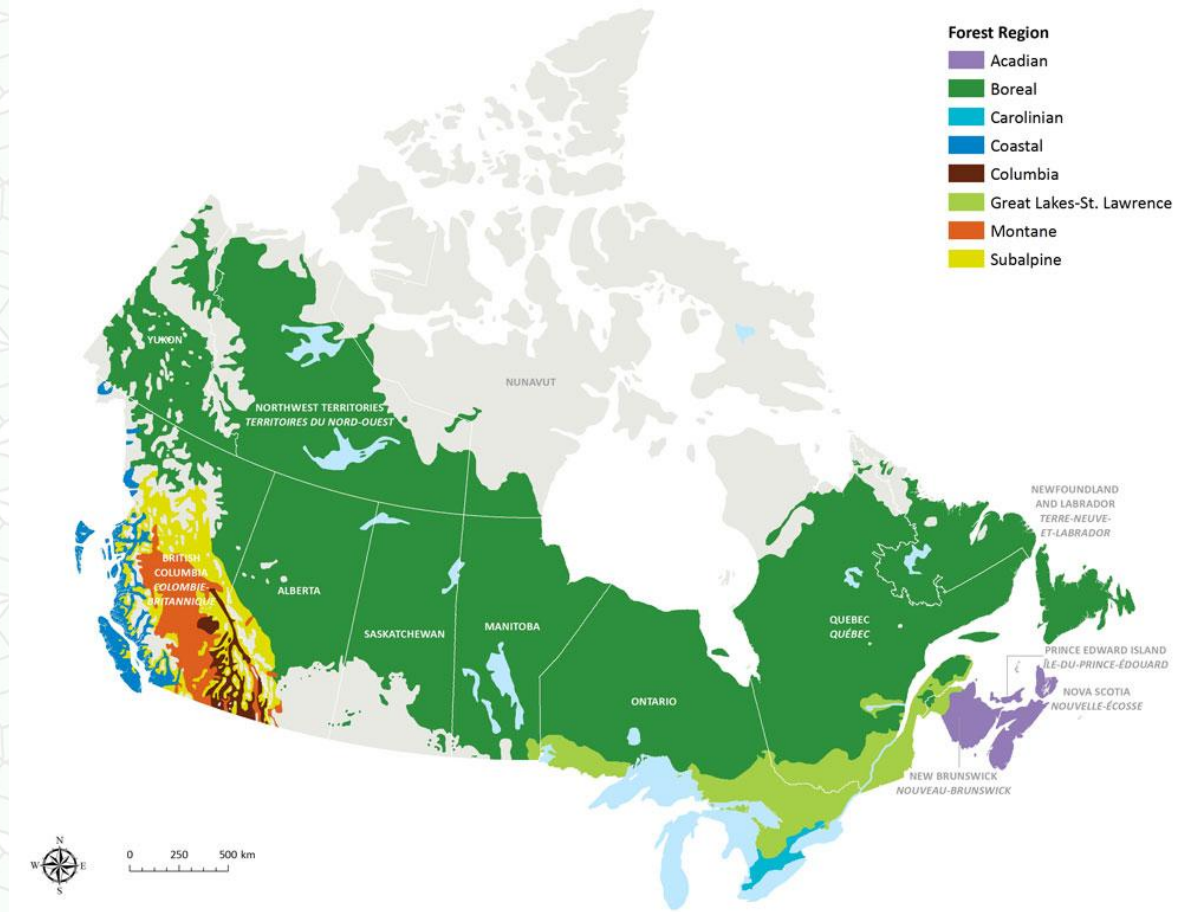 Forest Region
Acadian
Boreal
Carolinian
Coastal
Columbia
Great Lakes-St. Lawrence
Montane
Subalpine
YUKON
NUNAVUT
NORTHWEST TERRITORIES
TERRITOIRES DU NORD-OUEST
NEWFOUNDLAND
AND LABRADOR
TERRE-NEUVE-
ET-LABRADOR
BRITISH
COLUMBIA
COLOMBIE-
BRITANNIQUE
ALBERTA
SASKATCHEWAN
MANITOBA
QUEBEC
QUÉBEC
PRINCE EDWARD ISLAND
ÎLE-DU-PRINCE-ÉDOUARD
NOVA SCOTIA
NOUVELLE-ÉCOSSE
ONTARIO
NEW BRUNSWICK
NOUVEAU-BRUNSWICK
N
W E
S
0 250 500 km